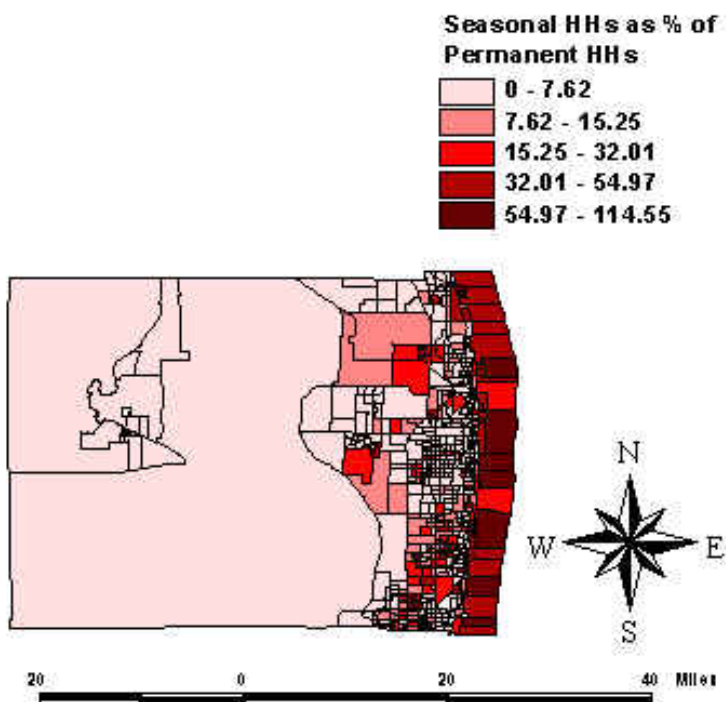 Seasonal HHs as % of
Permanent HHs
0 - 7.62
7.62 - 15.25
15.25 - 32.01
32.01 - 54.97
54.97 - 114.55
N
W E
S
20 0 20 40 Miles